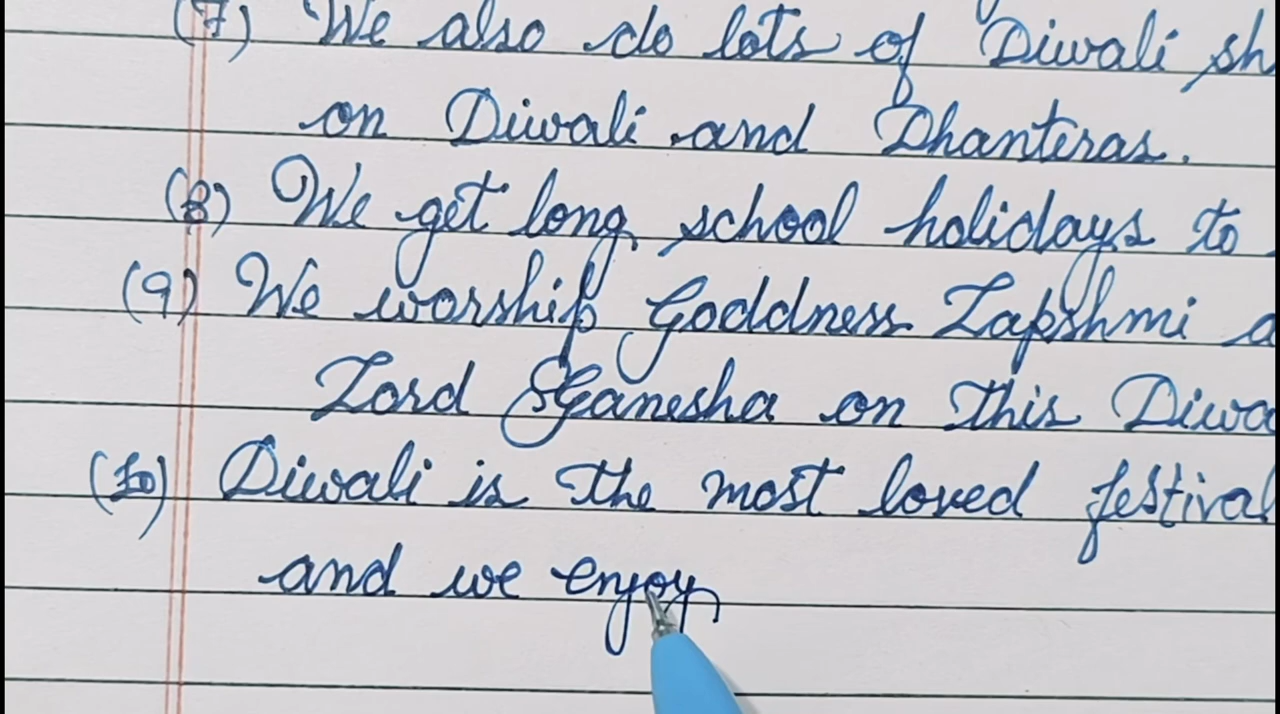 (7) We also do lots of Diwali sh
on Diwali and Dhanteras.
(8) We get long school holidays to
(9) We worship Goddness Lapshmi a
Lord Ganesha on this Diwa
(10) Diwali is the most loved festival
and we enjoy